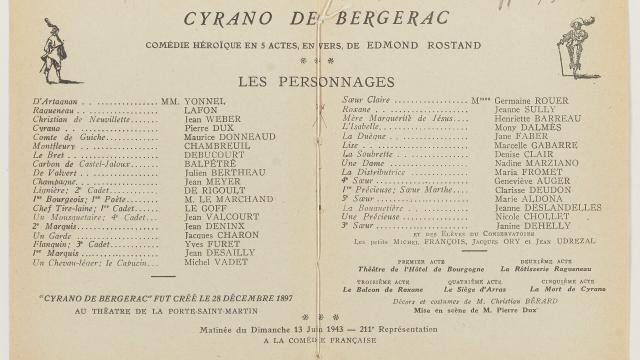 CYRANO DE BERGERAC
COMÉDIE HÉROÏQUE EN 5 ACTES, EN VERS, DE EDMOND ROSTAND
LES PERSONNAGES
D'Artagnan . . . . . . . . . . . . . . . MM. YONNEL
Ragueneau . . . . . . . . . . . . . . . LAFON
Christian de Neuvillette . . . . . . . Jean WEBER
Cyrano . . . . . . . . . . . . . . . Pierre DUX
Comte de Guiche . . . . . . . . . . . Maurice DONNEAUD
Montfleury . . . . . . . . . . . . . . . CHAMBREUIL
Le Bret . . . . . . . . . . . . . . . DEBUCOURT
Carbon de Castel-Jaloux . . . . . . . BALPÊTRÉ
De Valvert . . . . . . . . . . . . . . . Julien BERTHEAU
Champagne . . . . . . . . . . . . . . . Jean MEYER
Lignière; 2e Cadet . . . . . . . . . . . DE RIGOULT
1er Bourgeois; 1er Poète . . . . . . . M. LE MARCHAND
Chef Tire-laine; 1er Cadet . . . . . . . LE GOFF
Un Mousquetaire; 4e Cadet . . . Jean VALCOURT
2e Marquis . . . . . . . . . . . . . . . Jean DENINX
Un Garde . . . . . . . . . . . . . . . Jacques CHARON
Flanquin; 3e Cadet . . . . . . . . . . . Yves FURET
1er Marquis . . . . . . . . . . . . . . . Jean DESAILLY
Un Chevau-léger; le Capucin . . . Michel VADET
"CYRANO DE BERGERAC" FUT CRÉÉ LE 28 DÉCEMBRE 1897
AU THÉATRE DE LA PORTE-SAINT-MARTIN
Sœur Claire . . . . . . . . . . . . . . . Mmes Germaine ROUER
Roxane . . . . . . . . . . . . . . . Jeanne SULLY
Mère Marguerite de Jésus . . . . Henriette BARREAU
L'Isabelle . . . . . . . . . . . . . . . Mony DALMÈS
La Duègne . . . . . . . . . . . . . . . Jane FABER
Lise . . . . . . . . . . . . . . . Marcelle GABARRE
La Soubrette . . . . . . . . . . . . . . . Denise CLAIR
Une Dame . . . . . . . . . . . . . . . Nadine MARZIANO
La Distributrice . . . . . . . . . . . Maria FROMET
4e Sœur . . . . . . . . . . . . . . . Geneviève AUGER
1re Précieuse; Sœur Marthe . . . . Clarisse DEUDON
5e Sœur . . . . . . . . . . . . . . . Marie ALDONA
La Bouquetière . . . . . . . . . . . Jeanne DESLANDELLES
Une Précieuse . . . . . . . . . . . Nicole CHOLLET
3e Sœur . . . . . . . . . . . . . . . Janine DEHELLY
ET DES ÉLÈVES DU CONSERVATOIRE
Les petits MICHEL FRANÇOIS, JACQUES ORY et JEAN UDREZAL
PREMIER ACTE DEUXIÈME ACTE
Théâtre de l'Hôtel de Bourgogne La Rôtisserie Ragueneau
TROISIÈME ACTE QUATRIÈME ACTE CINQUIÈME ACTE
Le Balcon de Roxane Le Siège d'Arras La Mort de Cyrano
Décors et costumes de M. Christian BÉRARD
Mise en scène de M. Pierre Dux
Matinée du Dimanche 13 Juin 1943 — 211e Représentation
A LA COMÉDIE FRANÇAISE